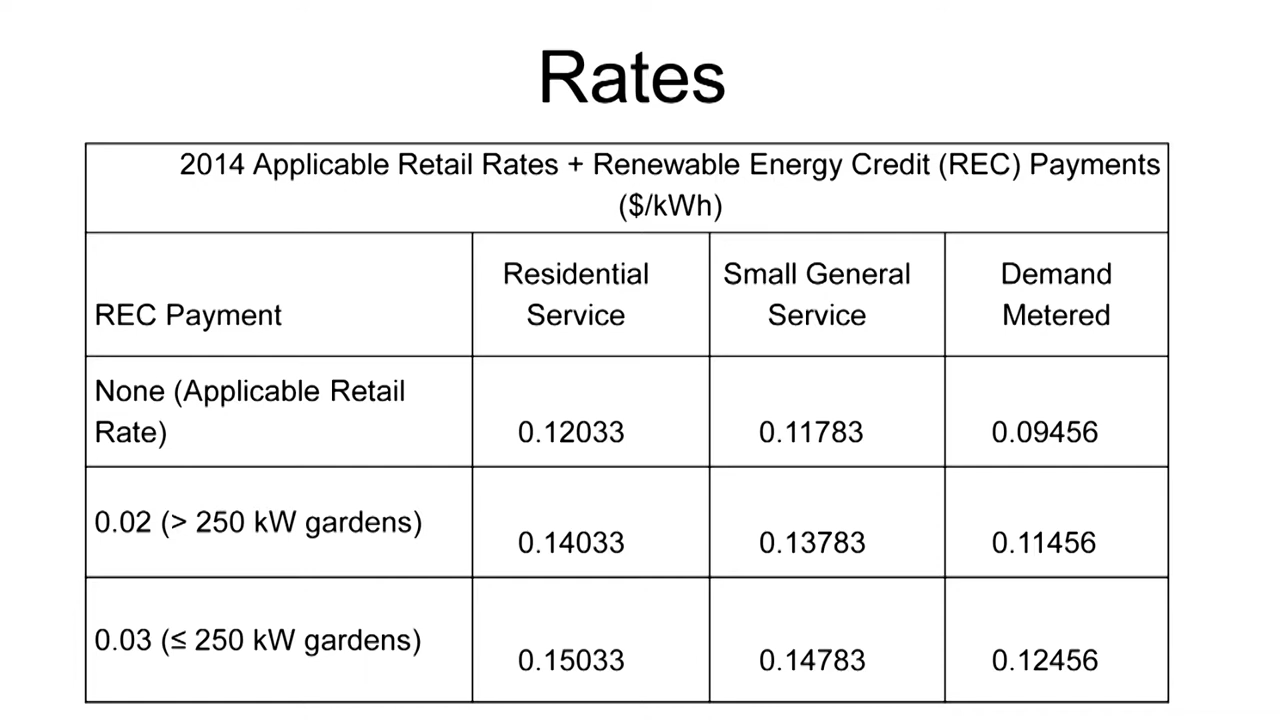 Rates
2014 Applicable Retail Rates + Renewable Energy Credit (REC) Payments
($/kWh)
REC Payment
Residential
Service
Small General
Service
Demand
Metered
None (Applicable Retail
Rate)
0.12033
0.11783
0.09456
0.02 (> 250 kW gardens)
0.14033
0.13783
0.11456
0.03 (≤ 250 kW gardens)
0.15033
0.14783
0.12456